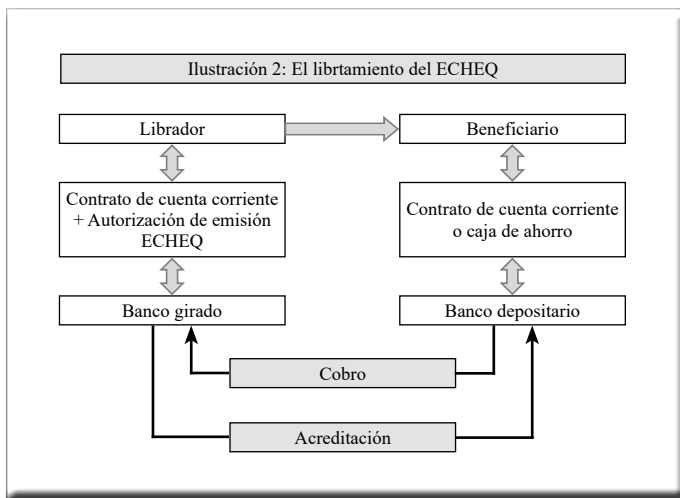 Ilustración 2: El librtamiento del ECHEQ
Librador
Beneficiario
Contrato de cuenta corriente
+ Autorización de emisión
ECHEQ
Contrato de cuenta corriente
o caja de ahorro
Banco girado
Banco depositario
Cobro
Acreditación